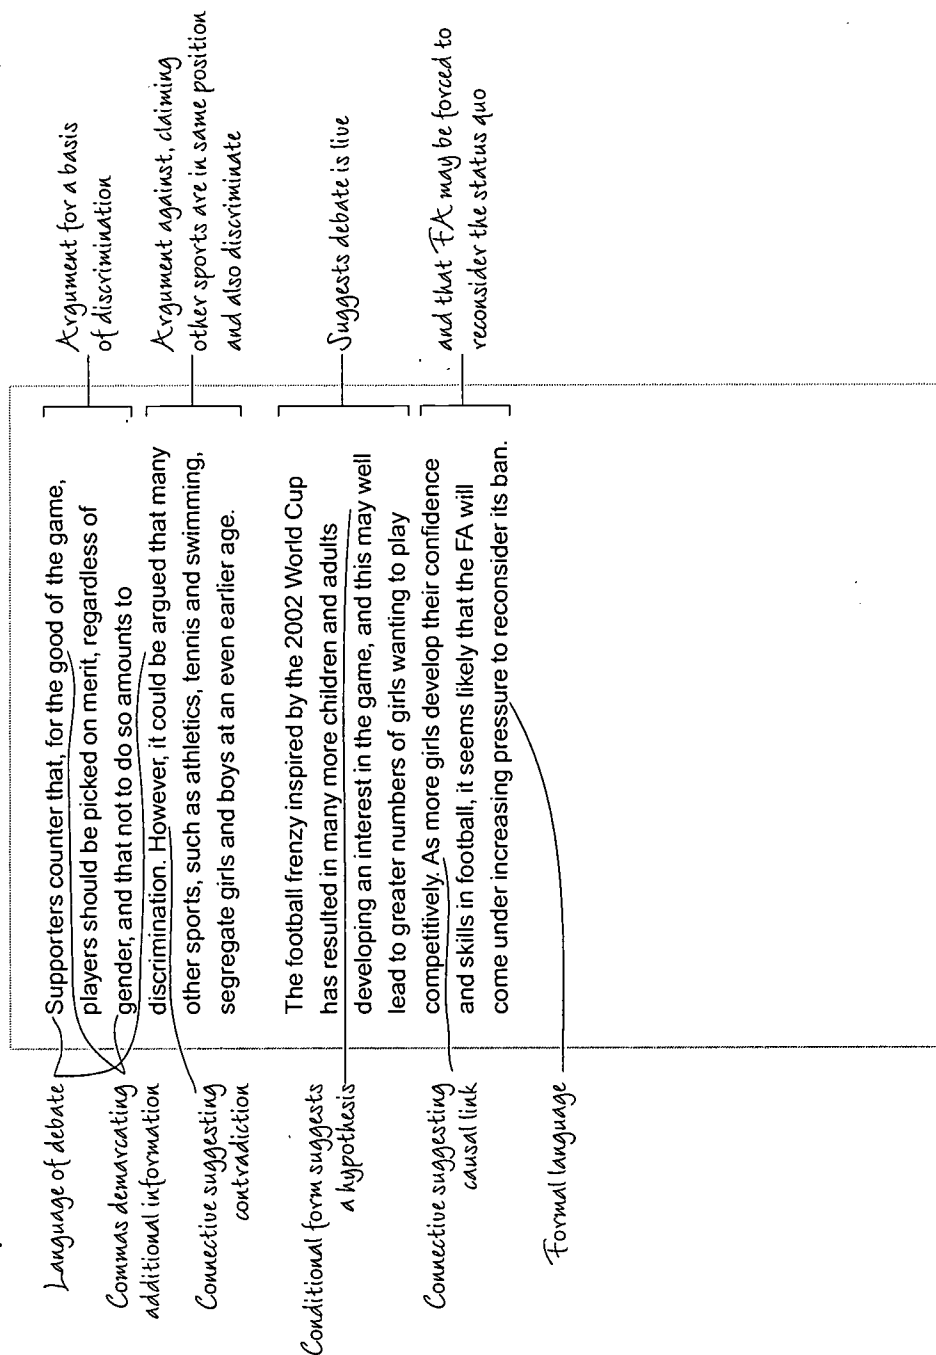 Language of debate
Commas demarcating
additional information
Connective suggesting
contradiction
Conditional form suggests
a hypothesis
Connective suggesting
causal link
Formal language
Supporters counter that, for the good of the game,
players should be picked on merit, regardless of
gender, and that not to do so amounts to
discrimination. However, it could be argued that many
other sports, such as athletics, tennis and swimming,
segregate girls and boys at an even earlier age.
The football frenzy inspired by the 2002 World Cup
has resulted in many more children and adults
developing an interest in the game, and this may well
lead to greater numbers of girls wanting to play
competitively. As more girls develop their confidence
and skills in football, it seems likely that the FA will
come under increasing pressure to reconsider its ban.
Argument for a basis
of discrimination
Argument against, claiming
other sports are in same position
and also discriminate
Suggests debate is live
and that FA may be forced to
reconsider the status quo